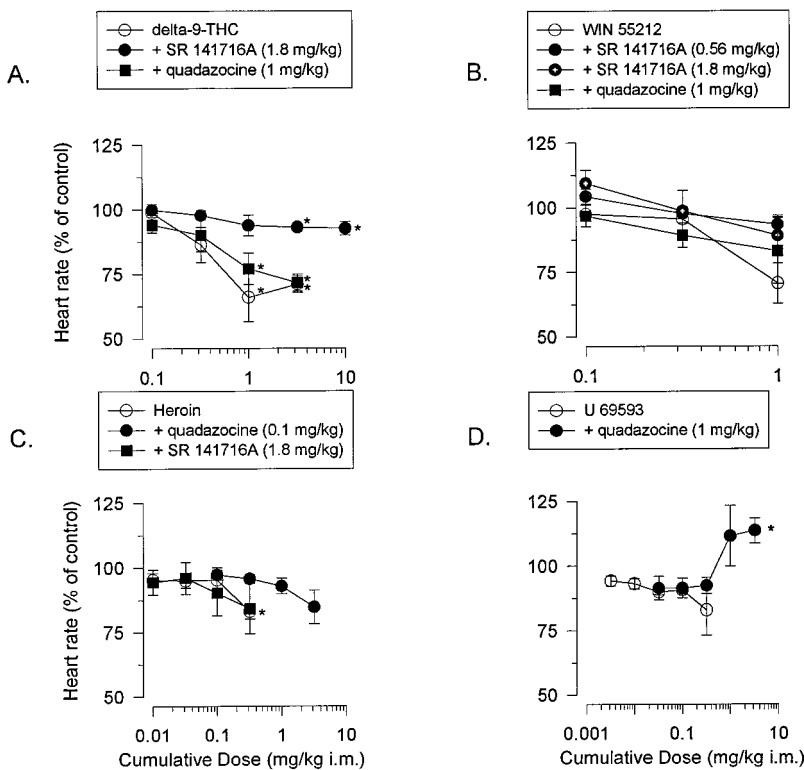 A.
delta-9-THC
+ SR 141716A (1.8 mg/kg)
+ quadazocine (1 mg/kg)
Heart rate (% of control)
125
100
75
50
*
*
*
*
*
*
0.1
1
10
B.
WIN 55212
+ SR 141716A (0.56 mg/kg)
+ SR 141716A (1.8 mg/kg)
+ quadazocine (1 mg/kg)
125
100
75
50
0.1
1
C.
Heroin
+ quadazocine (0.1 mg/kg)
+ SR 141716A (1.8 mg/kg)
Heart rate (% of control)
125
100
75
50
*
0.01
0.1
1
10
Cumulative Dose (mg/kg i.m.)
D.
U 69593
+ quadazocine (1 mg/kg)
125
100
75
50
*
0.001
0.1
10
Cumulative Dose (mg/kg i.m.)